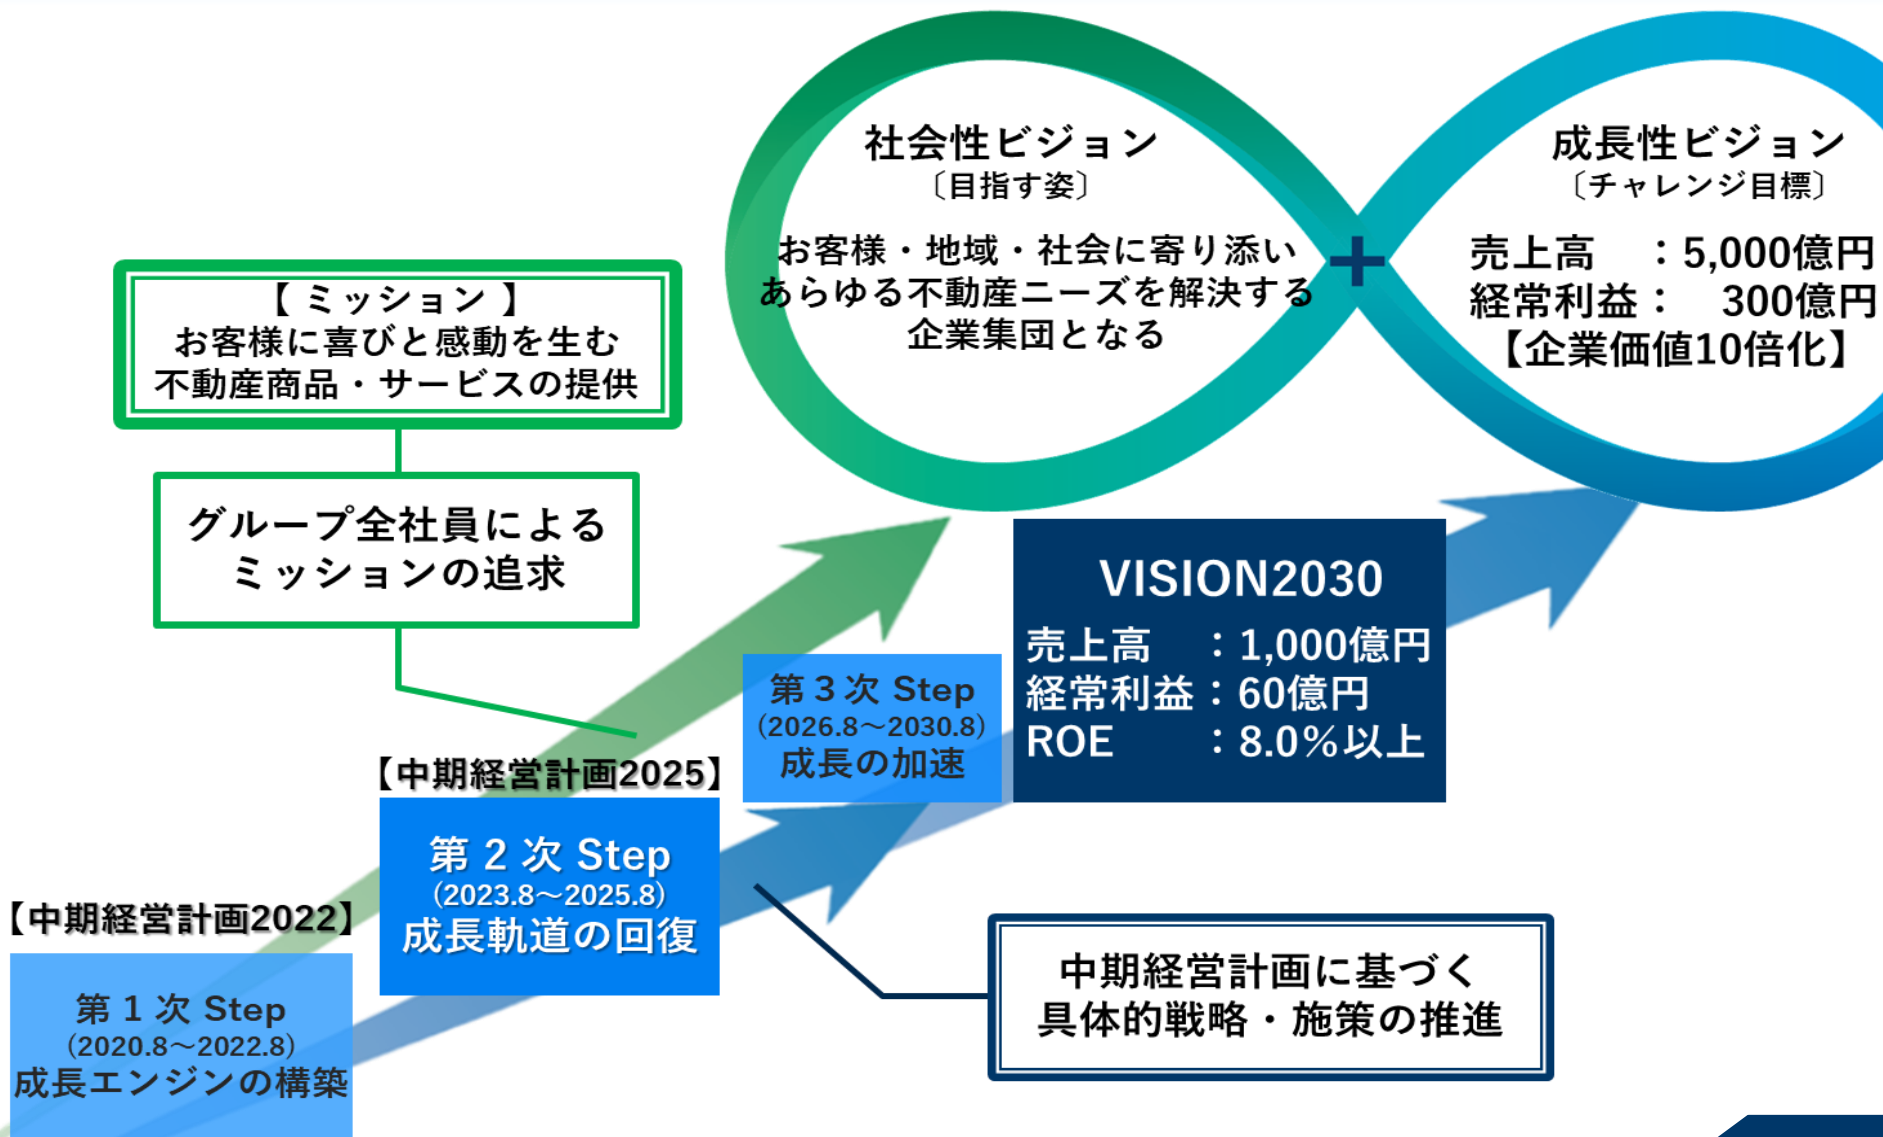 社会性ビジョン
〔目指す姿〕
お客様・地域・社会に寄り添い
あらゆる不動産ニーズを解決する
企業集団となる
+
成長性ビジョン
〔チャレンジ目標〕
売上高　：5,000億円
経常利益：　300億円
【企業価値10倍化】
【 ミッション 】
お客様に喜びと感動を生む
不動産商品・サービスの提供
グループ全社員による
ミッションの追求
VISION2030
売上高　：1,000億円
経常利益：60億円
ROE　　：8.0%以上
第３次 Step
(2026.8～2030.8)
成長の加速
【中期経営計画2025】
第２次 Step
(2023.8～2025.8)
成長軌道の回復
【中期経営計画2022】
第１次 Step
(2020.8～2022.8)
成長エンジンの構築
中期経営計画に基づく
具体的戦略・施策の推進